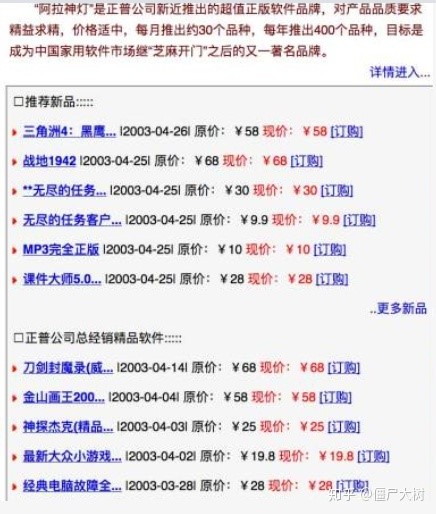 “阿拉神灯”是正普公司新近推出的超值正版软件品牌，对产品品质要求
精益求精，价格适中，每月推出约30个品种，每年推出400个品种，目标是
成为中国家用软件市场继“芝麻开门”之后的又一著名品牌。
详情进入...
□推荐新品:::::
三角洲4：黑鹰... |2003-04-26| 原价：￥58 现价：￥58 [订购]
战地1942 |2003-04-25| 原价：￥68 现价：￥68 [订购]
**无尽的任务... |2003-04-25| 原价：￥30 现价：￥30 [订购]
无尽的任务客户... |2003-04-25| 原价：￥9.9 现价：￥9.9 [订购]
MP3完全正版 |2003-04-25| 原价：￥10 现价：￥10 [订购]
课件大师5.0... |2003-04-25| 原价：￥28 现价：￥28 [订购]
..更多新品
□正普公司总经销精品软件:::::
刀剑封魔录(威... |2003-04-14| 原价：￥68 现价：￥68 [订购]
金山画王200... |2003-04-04| 原价：￥58 现价：￥58 [订购]
神探杰克(精品... |2003-04-03| 原价：￥25 现价：￥25 [订购]
最新大众小游戏... |2003-04-02| 原价：￥19.8 现价：￥19.8 [订购]
经典电脑故障全... |2003-03-28| 原价：￥28 现价：￥28 [订购]
知乎 @僵尸大树